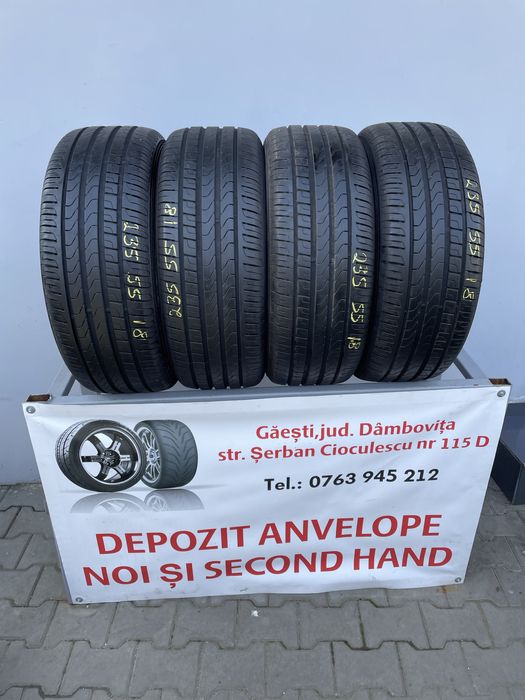 235 55 18
235 55 18
235 55 18
235 55 18
Găești,jud. Dâmbovița
str. Șerban Cioculescu nr 115 D
Tel.: 0763 945 212
DEPOZIT ANVELOPE
NOI ȘI SECOND HAND